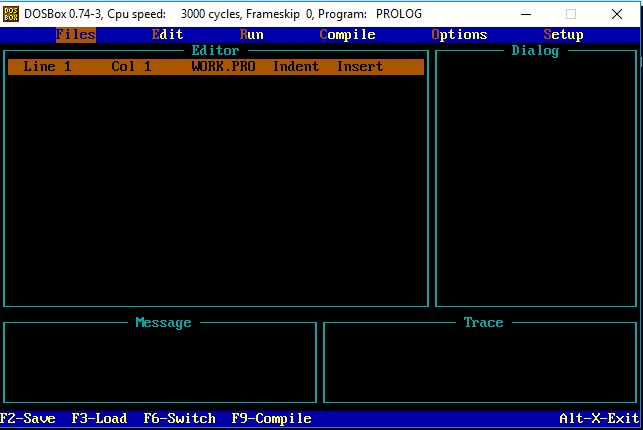 DOS BOX DOSBox 0.74-3, Cpu speed: 3000 cycles, Frameskip 0, Program: PROLOG
Files Edit Run Compile Options Setup
Editor Dialog
Line 1 Col 1 WORK.PRO Indent Insert
Message Trace
F2-Save F3-Load F6-Switch F9-Compile Alt-X-Exit